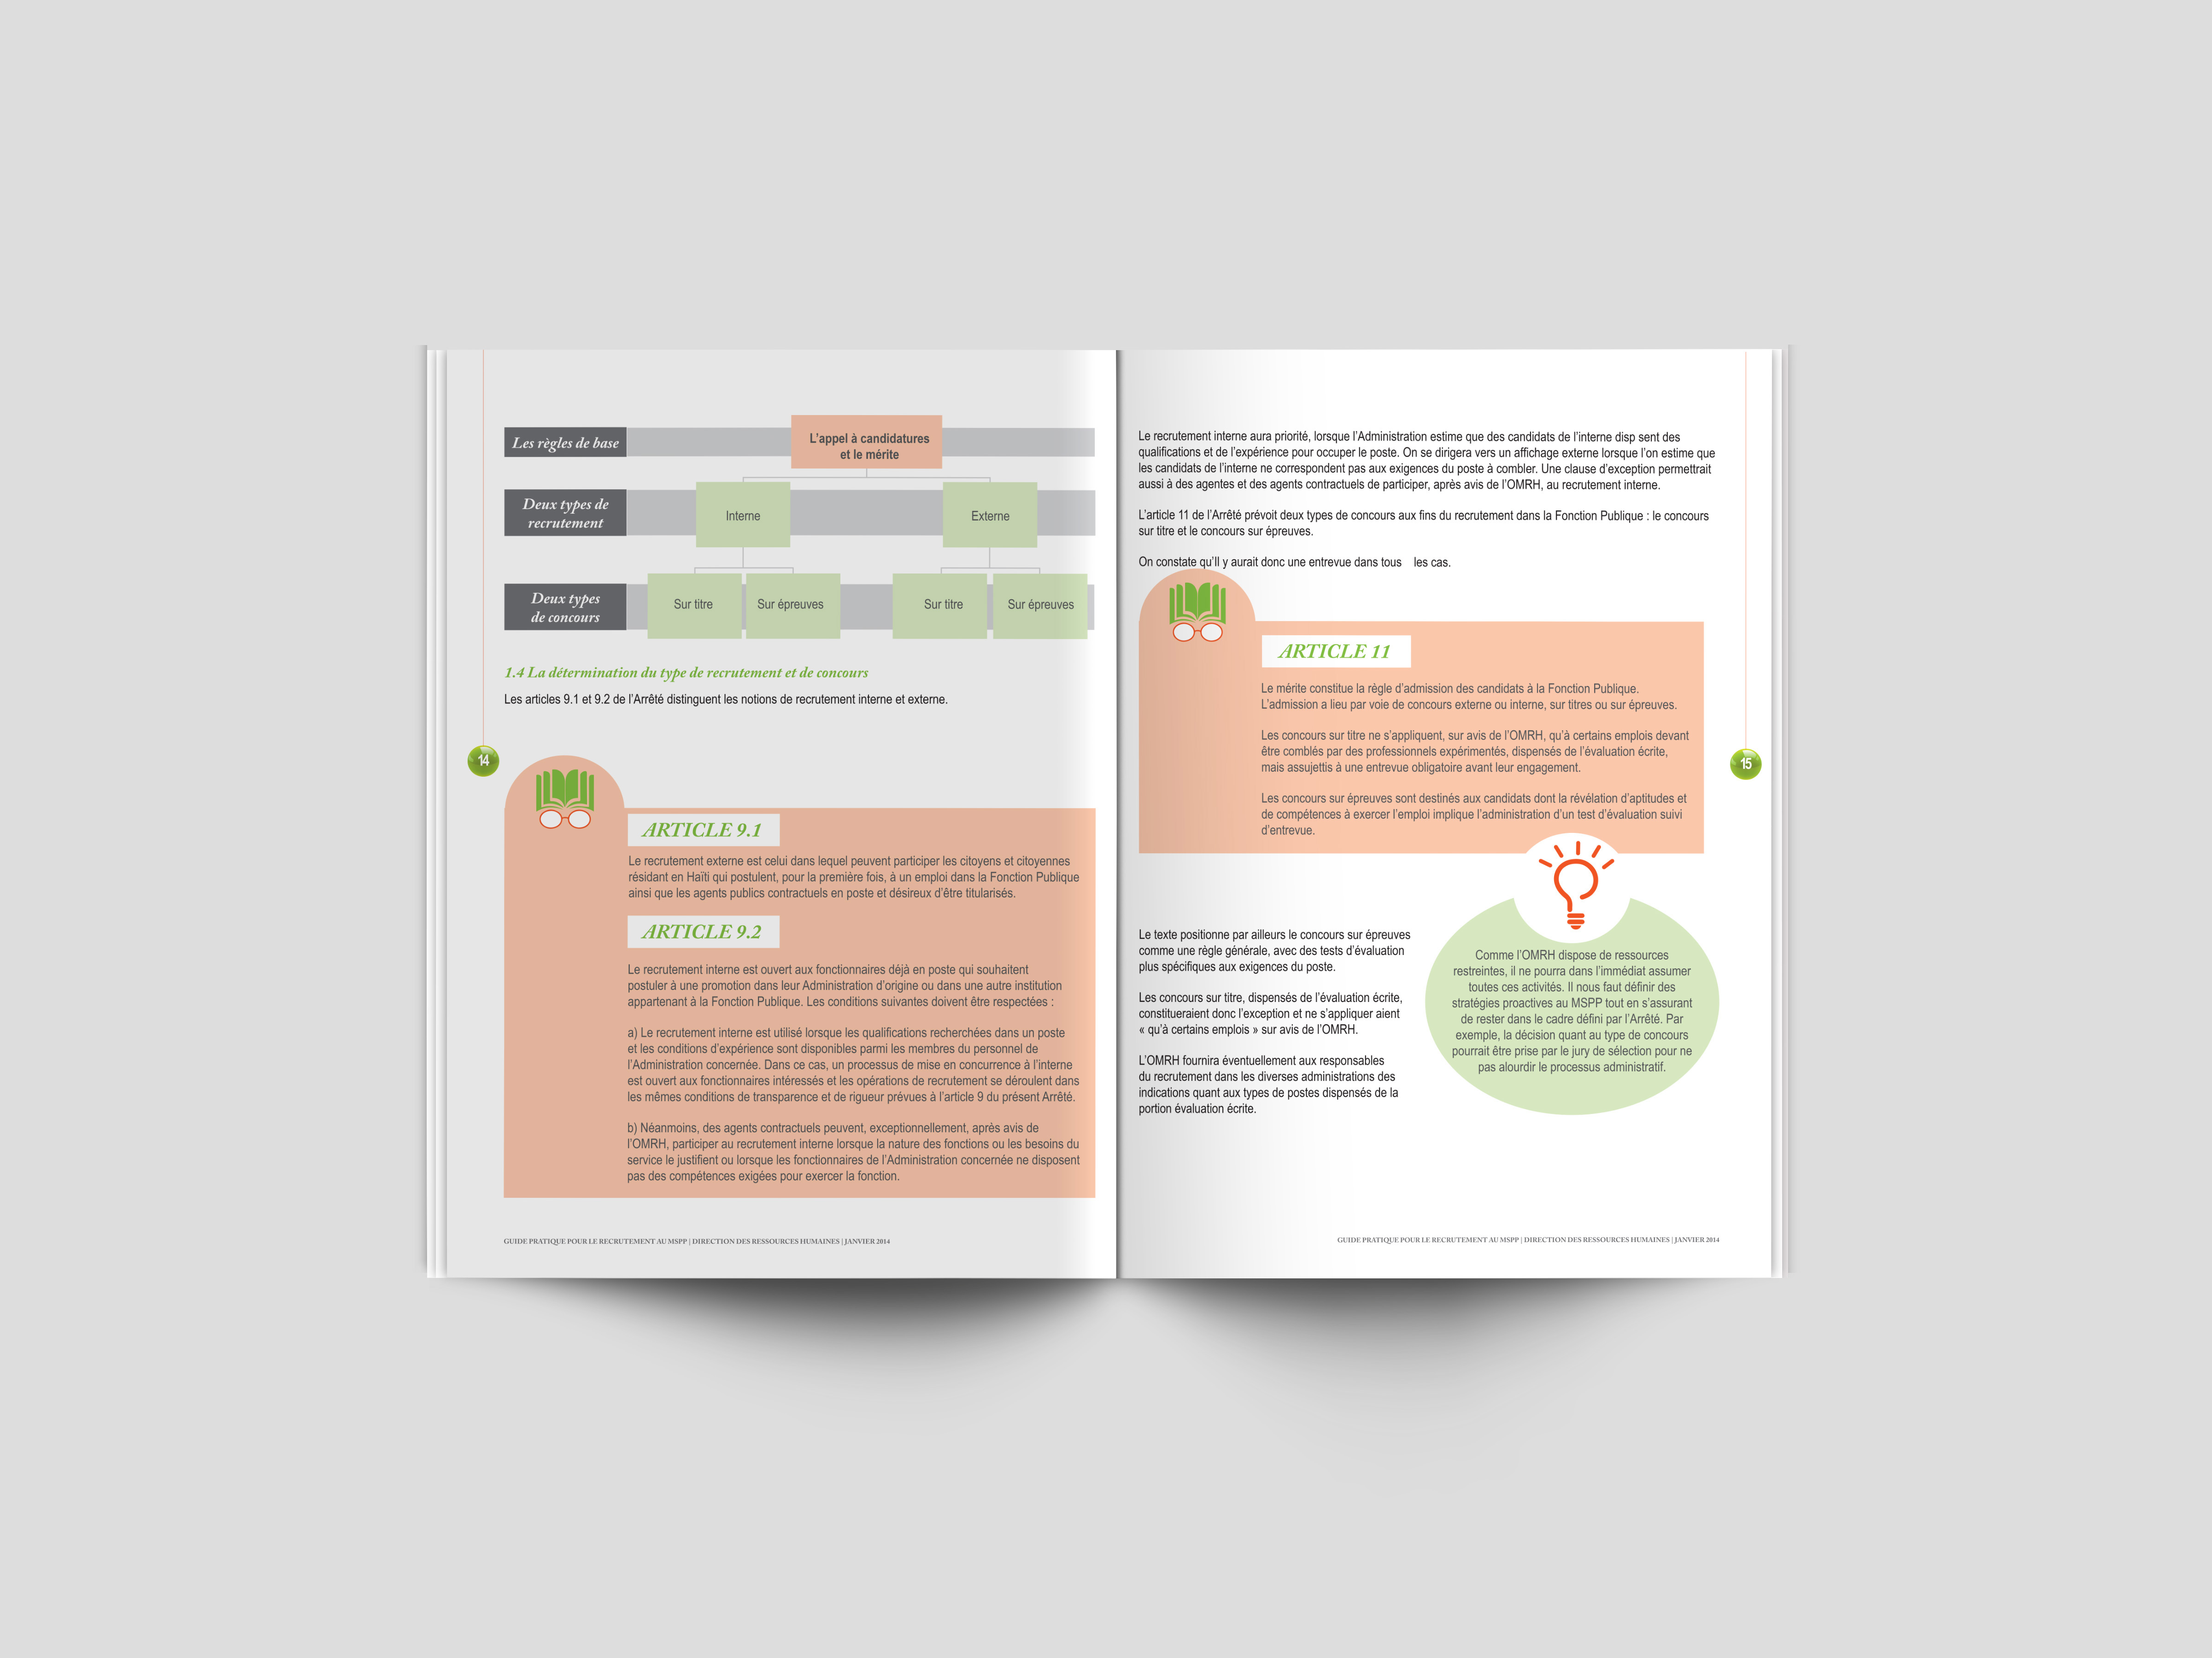 Les règles de base
L'appel à candidatures
et le mérite
Deux types de
recrutement
Interne
Externe
Deux types
de concours
Sur titre
Sur épreuves
Sur titre
Sur épreuves
1.4 La détermination du type de recrutement et de concours
Les articles 9.1 et 9.2 de l'Arrêté distinguent les notions de recrutement interne et externe.
14
ARTICLE 9.1
Le recrutement externe est celui dans lequel peuvent participer les citoyens et citoyennes
résidant en Haïti qui postulent, pour la première fois, à un emploi dans la Fonction Publique
ainsi que les agents publics contractuels en poste et désireux d'être titularisés.
ARTICLE 9.2
Le recrutement interne est ouvert aux fonctionnaires déjà en poste qui souhaitent
postuler à une promotion dans leur Administration d'origine ou dans une autre institution
appartenant à la Fonction Publique. Les conditions suivantes doivent être respectées :
a) Le recrutement interne est utilisé lorsque les qualifications recherchées dans un poste
et les conditions d'expérience sont disponibles parmi les membres du personnel de
l'Administration concernée. Dans ce cas, un processus de mise en concurrence à l'interne
est ouvert aux fonctionnaires intéressés et les opérations de recrutement se déroulent dans
les mêmes conditions de transparence et de rigueur prévues à l'article 9 du présent Arrêté.
b) Néanmoins, des agents contractuels peuvent, exceptionnellement, après avis de
l'OMRH, participer au recrutement interne lorsque la nature des fonctions ou les besoins du
service le justifient ou lorsque les fonctionnaires de l'Administration concernée ne disposent
pas des compétences exigées pour exercer la fonction.
GUIDE PRATIQUE POUR LE RECRUTEMENT AU MSPP | DIRECTION DES RESSOURCES HUMAINES | JANVIER 2014
Le recrutement interne aura priorité, lorsque l'Administration estime que des candidats de l'interne disp sent des
qualifications et de l'expérience pour occuper le poste. On se dirigera vers un affichage externe lorsque l'on estime que
les candidats de l'interne ne correspondent pas aux exigences du poste à combler. Une clause d'exception permettrait
aussi à des agentes et des agents contractuels de participer, après avis de l'OMRH, au recrutement interne.
L'article 11 de l'Arrêté prévoit deux types de concours aux fins du recrutement dans la Fonction Publique : le concours
sur titre et le concours sur épreuves.
On constate qu'Il y aurait donc une entrevue dans tous les cas.
ARTICLE 11
Le mérite constitue la règle d'admission des candidats à la Fonction Publique.
L'admission a lieu par voie de concours externe ou interne, sur titres ou sur épreuves.
Les concours sur titre ne s'appliquent, sur avis de l'OMRH, qu'à certains emplois devant
être comblés par des professionnels expérimentés, dispensés de l'évaluation écrite,
mais assujettis à une entrevue obligatoire avant leur engagement.
Les concours sur épreuves sont destinés aux candidats dont la révélation d'aptitudes et
de compétences à exercer l'emploi implique l'administration d'un test d'évaluation suivi
d'entrevue.
15
Le texte positionne par ailleurs le concours sur épreuves
comme une règle générale, avec des tests d'évaluation
plus spécifiques aux exigences du poste.
Les concours sur titre, dispensés de l'évaluation écrite,
constitueraient donc l'exception et ne s'appliquer aient
« qu'à certains emplois » sur avis de l'OMRH.
L'OMRH fournira éventuellement aux responsables
du recrutement dans les diverses administrations des
indications quant aux types de postes dispensés de la
portion évaluation écrite.
Comme l'OMRH dispose de ressources
restreintes, il ne pourra dans l'immédiat assumer
toutes ces activités. Il nous faut définir des
stratégies proactives au MSPP tout en s'assurant
de rester dans le cadre défini par l'Arrêté. Par
exemple, la décision quant au type de concours
pourrait être prise par le jury de sélection pour ne
pas alourdir le processus administratif.
GUIDE PRATIQUE POUR LE RECRUTEMENT AU MSPP | DIRECTION DES RESSOURCES HUMAINES | JANVIER 2014